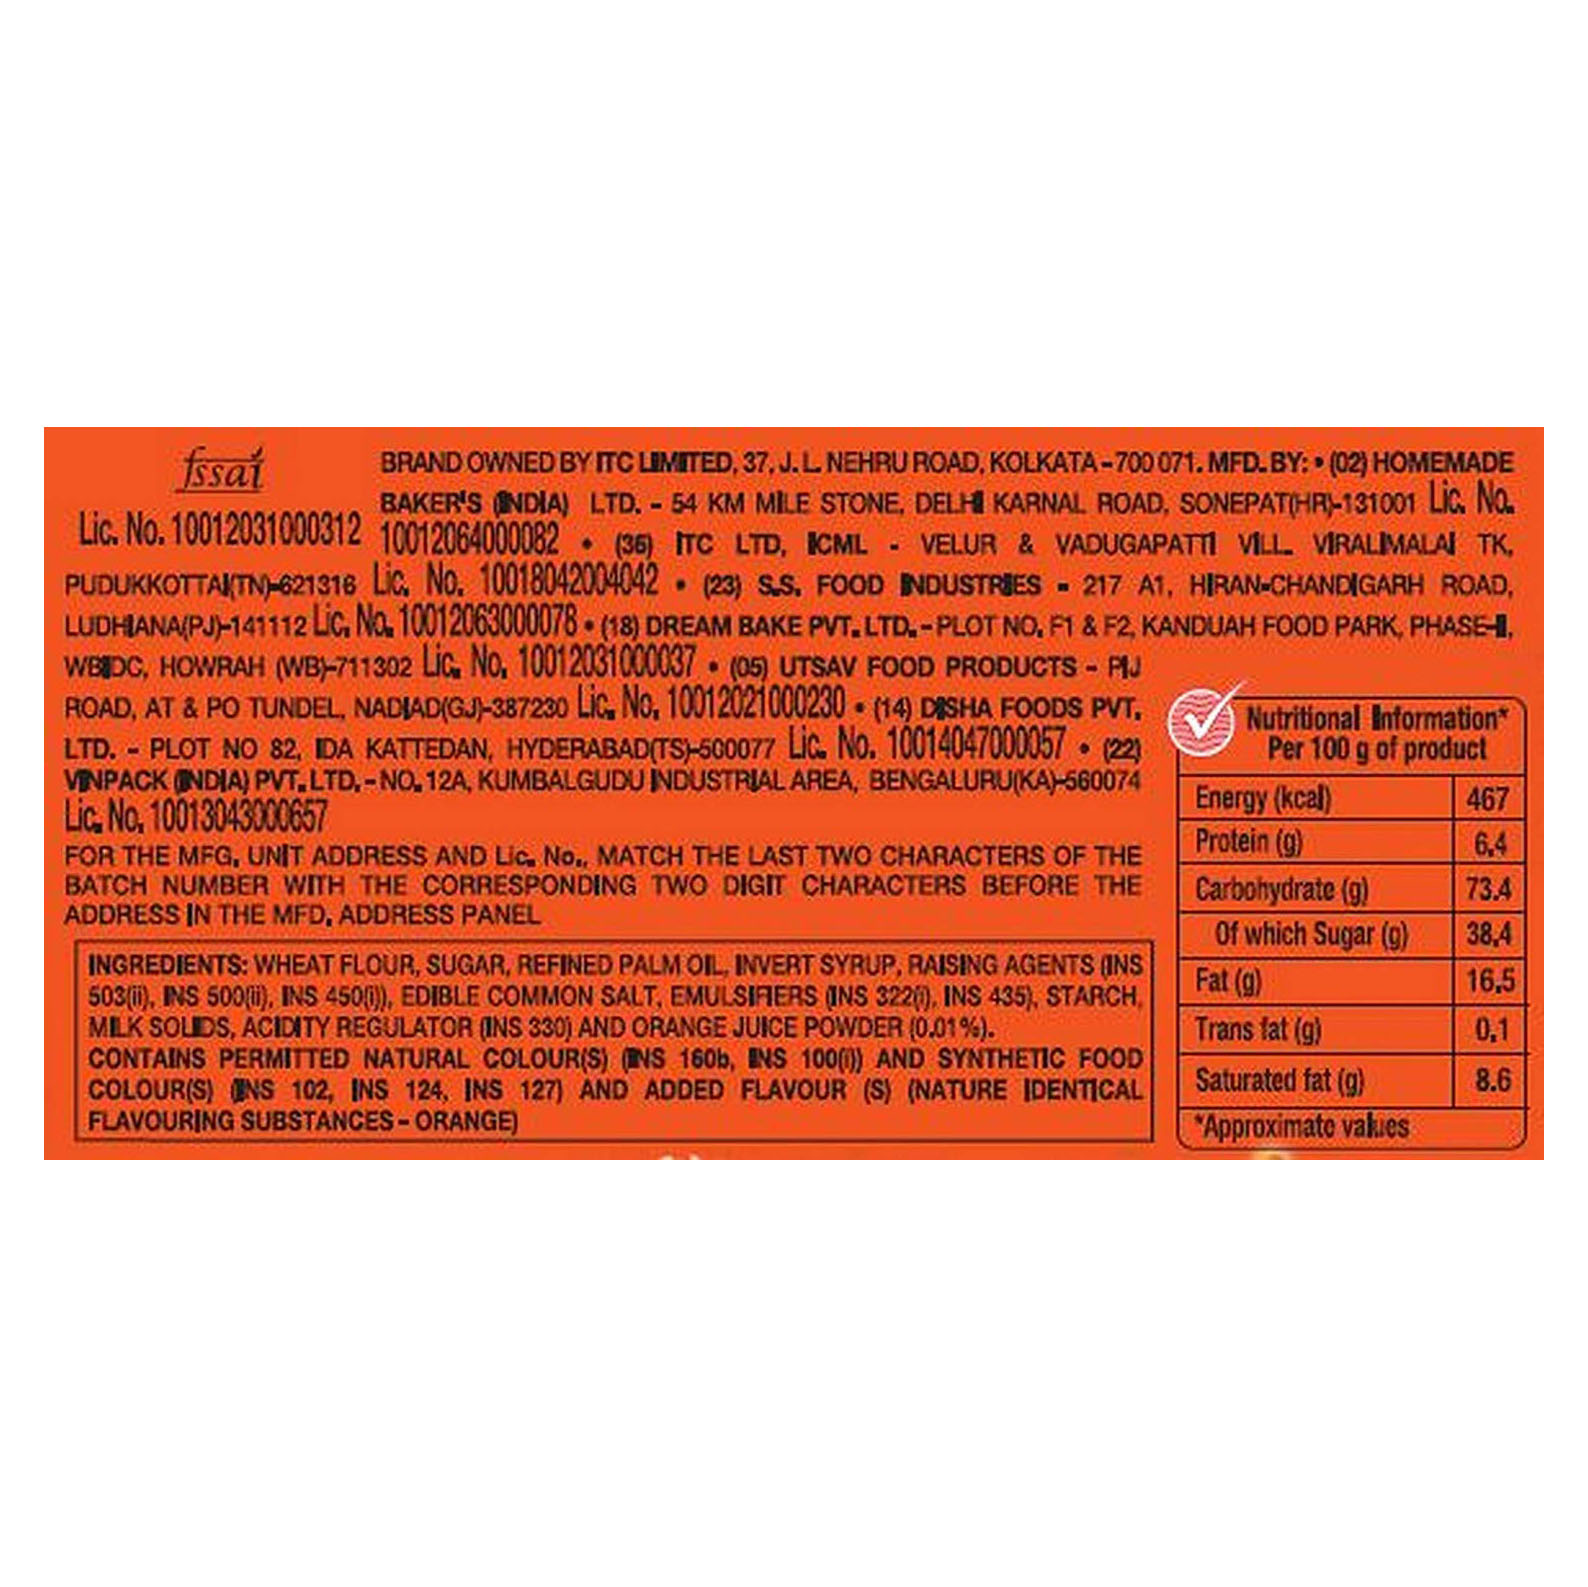 fssai
Lic. No. 10012031000312
BRAND OWNED BY ITC LIMITED, 37, J. L. NEHRU ROAD, KOLKATA - 700 071. MFD. BY: • (02) HOMEMADE
BAKER'S (INDIA) LTD. - 54 KM MILE STONE, DELHI KARNAL ROAD, SONEPAT(HR)-131001 Lic. No.
10012064000082 • (36) ITC LTD, ICML - VELUR & VADUGAPATTI VILL. VIRALIMALAI TK,
PUDUKKOTTAI(TN)-621316 Lic. No. 10018042004042 • (23) S.S. FOOD INDUSTRIES - 217 A1, HIRAN-CHANDIGARH ROAD,
LUDHIANA(PJ)-141112 Lic. No. 10012063000078 • (18) DREAM BAKE PVT. LTD. - PLOT NO. F1 & F2, KANDUAH FOOD PARK, PHASE-II,
WBIDC, HOWRAH (WB)-711302 Lic. No. 10012031000037 • (05) UTSAV FOOD PRODUCTS - PIJ
ROAD, AT & PO TUNDEL, NADIAD(GJ)-387230 Lic. No. 10012021000230 • (14) DISHA FOODS PVT.
LTD. - PLOT NO 82, IDA KATTEDAN, HYDERABAD(TS)-500077 Lic. No. 10014047000057 • (22)
VINPACK (INDIA) PVT. LTD. - NO. 12A, KUMBALGUDU INDUSTRIAL AREA, BENGALURU(KA)-560074
Lic. No. 10013043000657
FOR THE MFG. UNIT ADDRESS AND Lic. No., MATCH THE LAST TWO CHARACTERS OF THE
BATCH NUMBER WITH THE CORRESPONDING TWO DIGIT CHARACTERS BEFORE THE
ADDRESS IN THE MFD. ADDRESS PANEL
INGREDIENTS: WHEAT FLOUR, SUGAR, REFINED PALM OIL, INVERT SYRUP, RAISING AGENTS (INS
503(ii), INS 500(ii), INS 450(i)), EDIBLE COMMON SALT, EMULSIFIERS (INS 322(i), INS 435), STARCH,
MILK SOLIDS, ACIDITY REGULATOR (INS 330) AND ORANGE JUICE POWDER (0.01%).
CONTAINS PERMITTED NATURAL COLOUR(S) (INS 160b, INS 100(i)) AND SYNTHETIC FOOD
COLOUR(S) (INS 102, INS 124, INS 127) AND ADDED FLAVOUR (S) (NATURE IDENTICAL
FLAVOURING SUBSTANCES - ORANGE)
Nutritional Information*
Per 100 g of product
Energy (kcal) 467
Protein (g) 6.4
Carbohydrate (g) 73.4
Of which Sugar (g) 38.4
Fat (g) 16.5
Trans fat (g) 0.1
Saturated fat (g) 8.6
*Approximate values